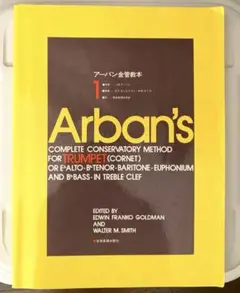 アーバン金管教本
1
Arban's
COMPLETE CONSERVATORY METHOD
FOR TRUMPET (CORNET)
OR E♭ALTO·B♭TENOR·BARITONE·EUPHONIUM
AND B♭BASS·IN TREBLE CLEF
EDITED BY
EDWIN FRANKO GOLDMAN
AND
WALTER M. SMITH